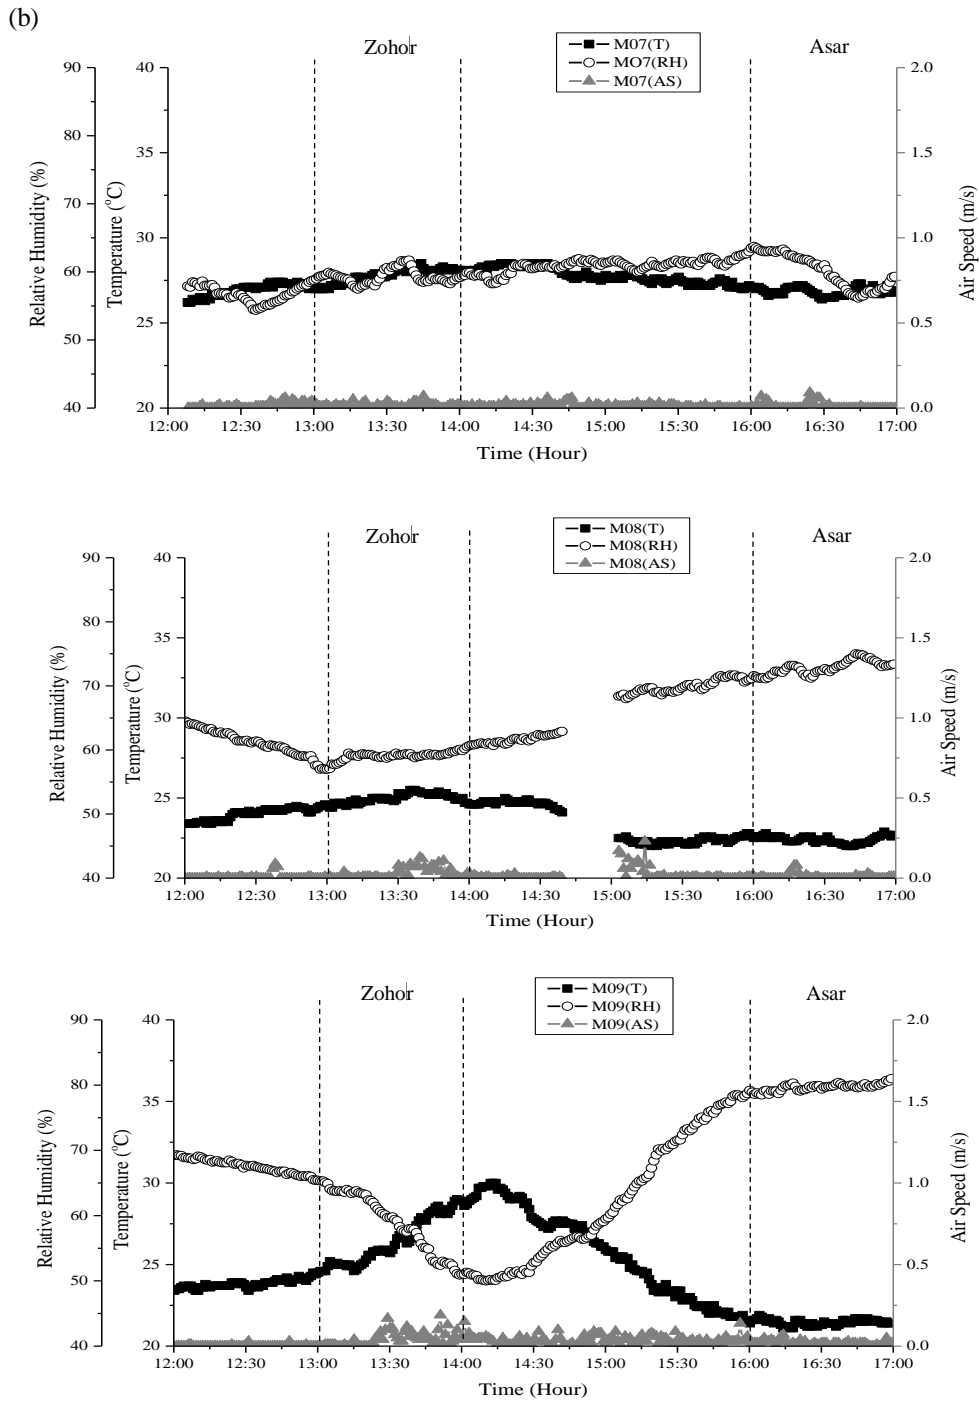 (b)
Zohor
M07(T)
MO7(RH)
M07(AS)
Asar
90
80
70
60
50
40
Relative Humidity (%)
40
35
30
25
20
Temperature (°C)
2.0
1.5
1.0
0.5
0.0
Air Speed (m/s)
12:00 12:30 13:00 13:30 14:00 14:30 15:00 15:30 16:00 16:30 17:00
Time (Hour)
Zohor
M08(T)
M08(RH)
M08(AS)
Asar
90
80
70
60
50
40
Relative Humidity (%)
40
35
30
25
20
Temperature (°C)
2.0
1.5
1.0
0.5
0.0
Air Speed (m/s)
12:00 12:30 13:00 13:30 14:00 14:30 15:00 15:30 16:00 16:30 17:00
Time (Hour)
Zohor
M09(T)
M09(RH)
M09(AS)
Asar
90
80
70
60
50
40
Relative Humidity (%)
40
35
30
25
20
Temperature (°C)
2.0
1.5
1.0
0.5
0.0
Air Speed (m/s)
12:00 12:30 13:00 13:30 14:00 14:30 15:00 15:30 16:00 16:30 17:00
Time (Hour)